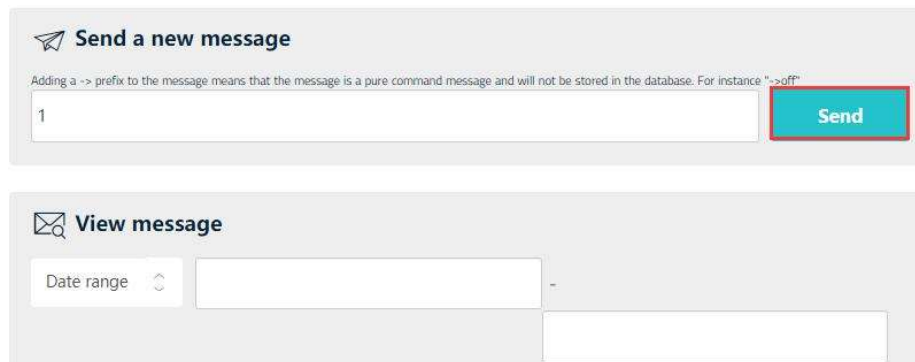 Send a new message
Adding a -> prefix to the message means that the message is a pure command message and will not be stored in the database. For instance "->off"
1
Send
View message
Date range
-